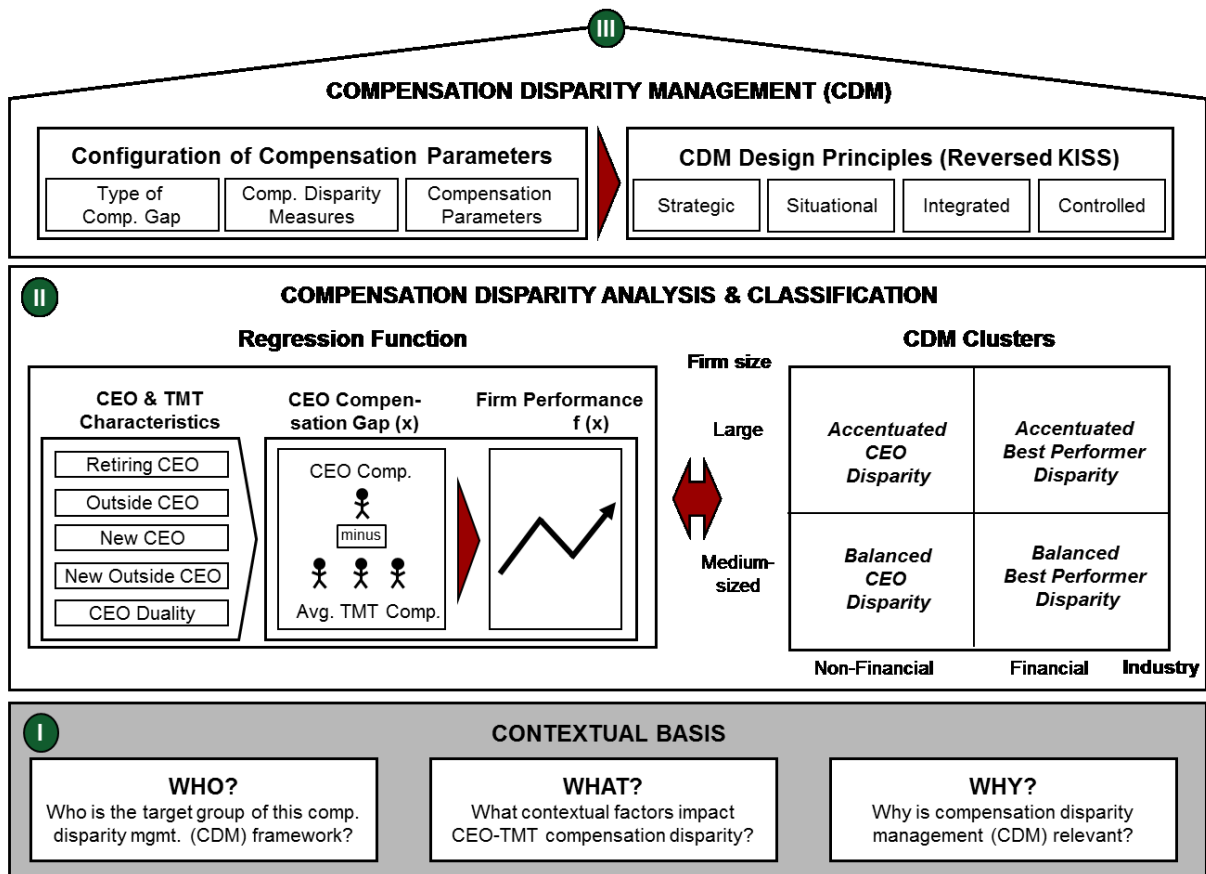 III
COMPENSATION DISPARITY MANAGEMENT (CDM)
Configuration of Compensation Parameters
Type of
Comp. Gap
Comp. Disparity
Measures
Compensation
Parameters
CDM Design Principles (Reversed KISS)
Strategic
Situational
Integrated
Controlled
II
COMPENSATION DISPARITY ANALYSIS & CLASSIFICATION
Regression Function
CEO & TMT
Characteristics
Retiring CEO
Outside CEO
New CEO
New Outside CEO
CEO Duality
CEO Compen-
sation Gap (x)
CEO Comp.
minus
Avg. TMT Comp.
Firm Performance
f (x)
CDM Clusters
Firm size
Large
Medium-
sized
Accentuated
CEO
Disparity
Accentuated
Best Performer
Disparity
Balanced
CEO
Disparity
Balanced
Best Performer
Disparity
Non-Financial
Financial
Industry
I
CONTEXTUAL BASIS
WHO?
Who is the target group of this comp.
disparity mgmt. (CDM) framework?
WHAT?
What contextual factors impact
CEO-TMT compensation disparity?
WHY?
Why is compensation disparity
management (CDM) relevant?